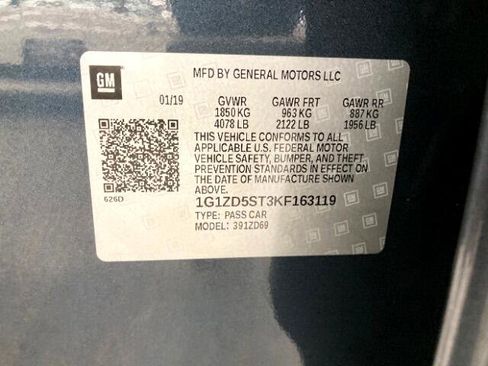 GM
MFD BY GENERAL MOTORS LLC
01/19 GVWR GAWR FRT GAWR RR
1850 KG 963 KG 887 KG
4078 LB 2122 LB 1956 LB
THIS VEHICLE CONFORMS TO ALL
APPLICABLE U.S. FEDERAL MOTOR
VEHICLE SAFETY, BUMPER, AND THEFT
PREVENTION STANDARDS IN EFFECT ON
THE DATE OF MANUFACTURE SHOWN
ABOVE.
626D
1G1ZD5ST3KF163119
TYPE: PASS CAR
MODEL: 391ZD69